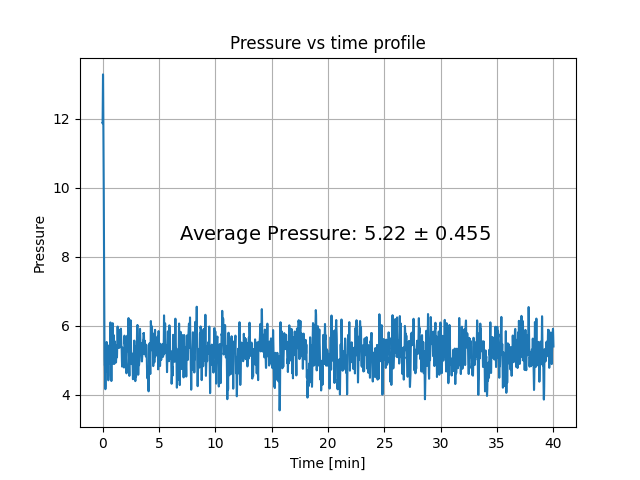 Pressure vs time profile
12
10
8
6
4
Pressure
Average Pressure: 5.22 ± 0.455
0 5 10 15 20 25 30 35 40
Time [min]